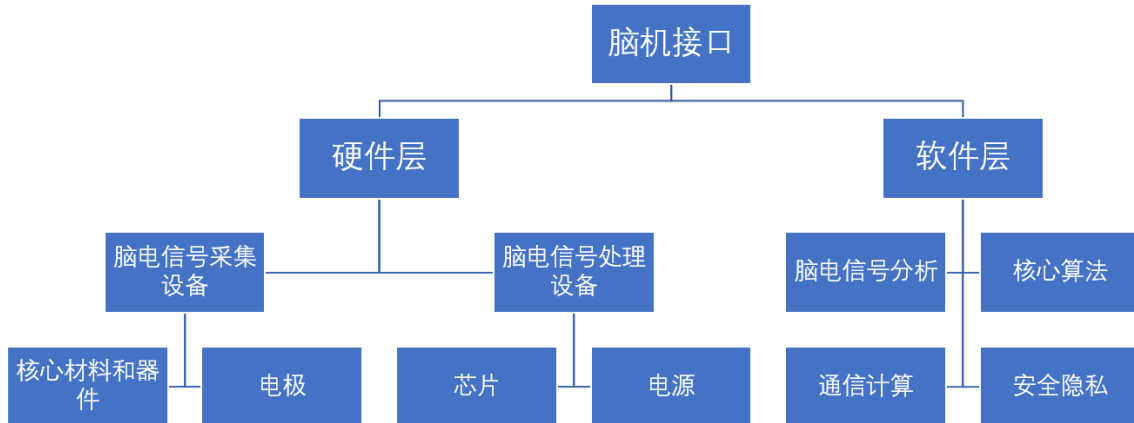 脑机接口
硬件层
软件层
脑电信号采集
设备
脑电信号处理
设备
脑电信号分析
核心算法
核心材料和器
件
电极
芯片
电源
通信计算
安全隐私